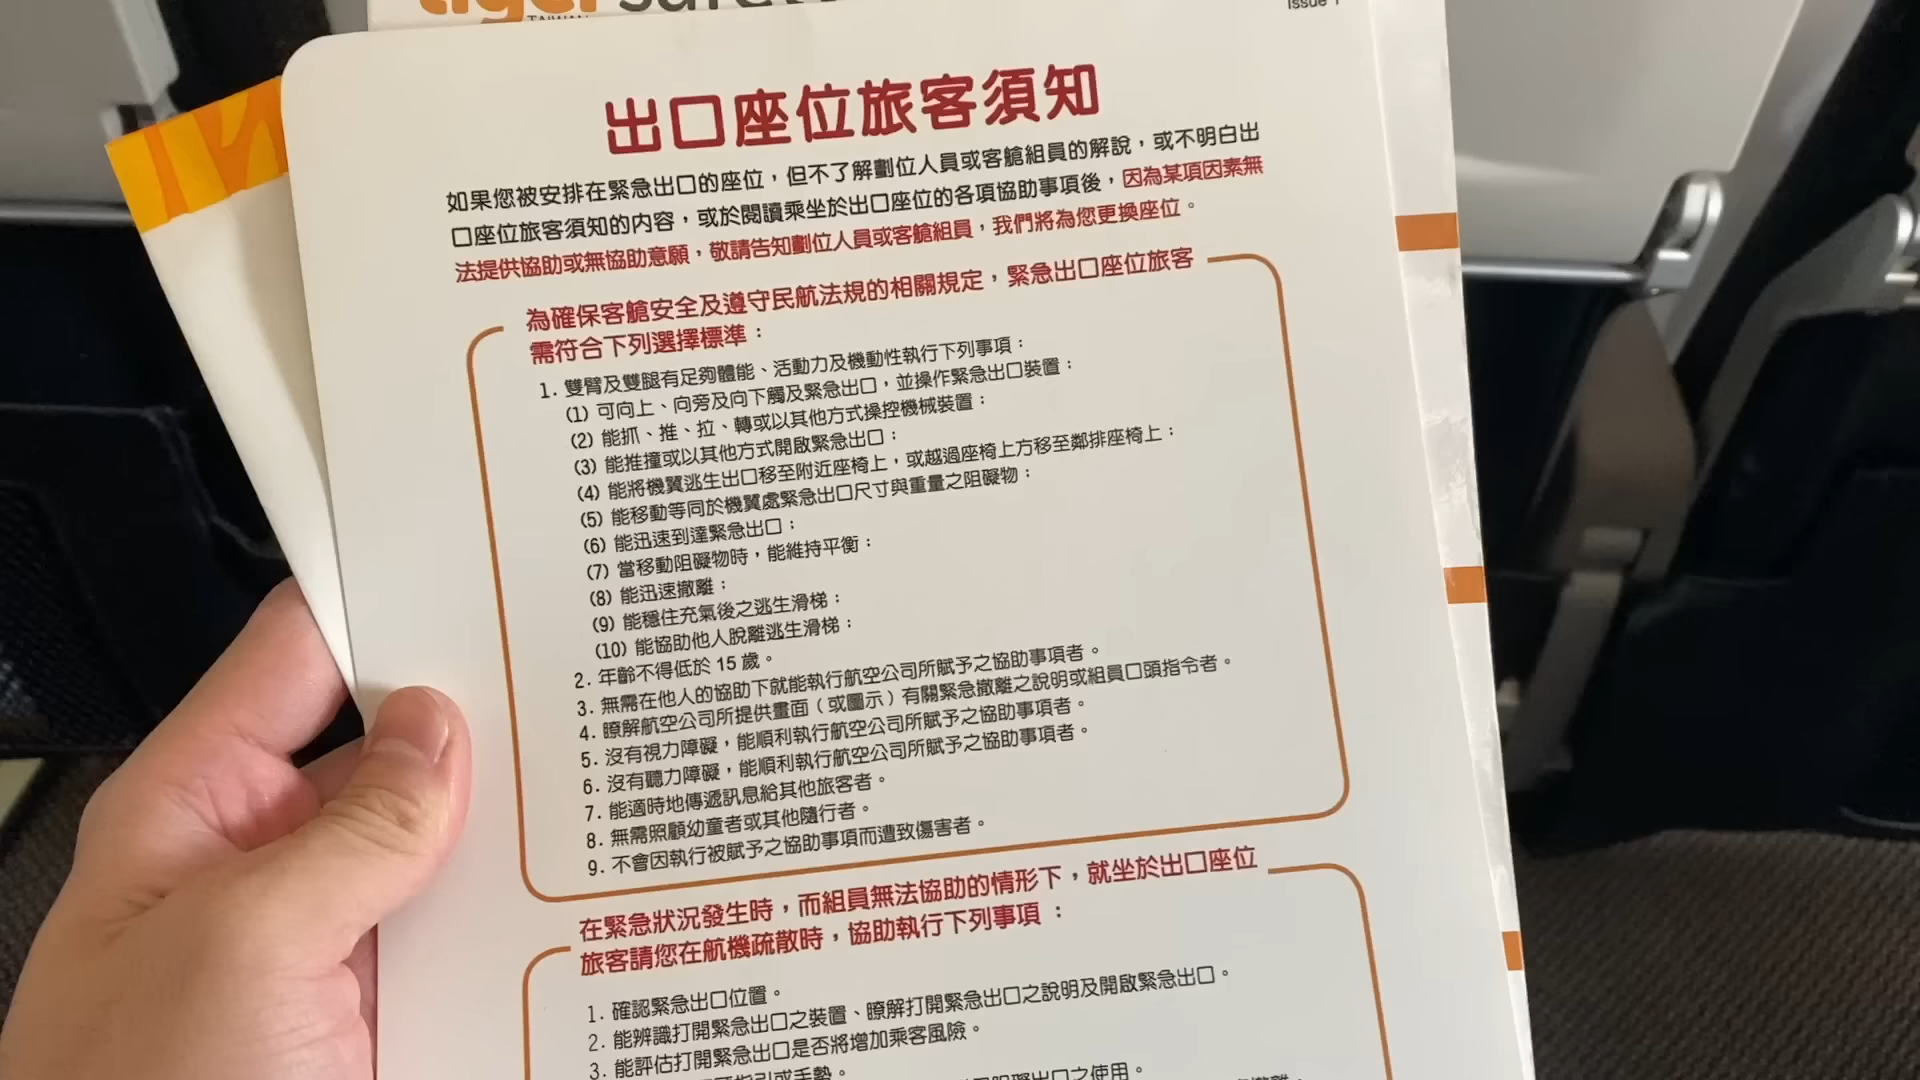 tiger safety
TAIWAN
Issue 1
出口座位旅客須知
如果您被安排在緊急出口的座位，但不了解劃位人員或客艙組員的解說，或不明白出
口座位旅客須知的內容，或於閱讀乘坐於出口座位的各項協助事項後，因為某項因素無
法提供協助或無協助意願，敬請告知劃位人員或客艙組員，我們將為您更換座位。
為確保客艙安全及遵守民航法規的相關規定，緊急出口座位旅客
需符合下列選擇標準：
1. 雙臂及雙腿有足夠體能、活動力及機動性執行下列事項：
(1) 可向上、向旁及向下觸及緊急出口，並操作緊急出口裝置；
(2) 能抓、推、拉、轉或以其他方式操控機械裝置；
(3) 能推撞或以其他方式開啟緊急出口；
(4) 能將機翼逃生出口移至附近座椅上，或越過座椅上方移至鄰排座椅上；
(5) 能移動等同於機翼處緊急出口尺寸與重量之阻礙物；
(6) 能迅速到達緊急出口；
(7) 當移動阻礙物時，能維持平衡；
(8) 能迅速撤離；
(9) 能穩住充氣後之逃生滑梯；
(10) 能協助他人脫離逃生滑梯；
2. 年齡不得低於 15 歲。
3. 無需在他人的協助下就能執行航空公司所賦予之協助事項者。
4. 瞭解航空公司所提供畫面（或圖示）有關緊急撤離之說明或組員口頭指令者。
5. 沒有視力障礙，能順利執行航空公司所賦予之協助事項者。
6. 沒有聽力障礙，能順利執行航空公司所賦予之協助事項者。
7. 能適時地傳遞訊息給其他旅客者。
8. 無需照顧幼童者或其他隨行者。
9. 不會因執行被賦予之協助事項而遭致傷害者。
在緊急狀況發生時，而組員無法協助的情形下，就坐於出口座位
旅客請您在航機疏散時，協助執行下列事項：
1. 確認緊急出口位置。
2. 能辨識打開緊急出口之裝置、瞭解打開緊急出口之說明及開啟緊急出口。
3. 能評估打開緊急出口是否將增加乘客風險。
指引或手勢。
阻礙出口之使用。